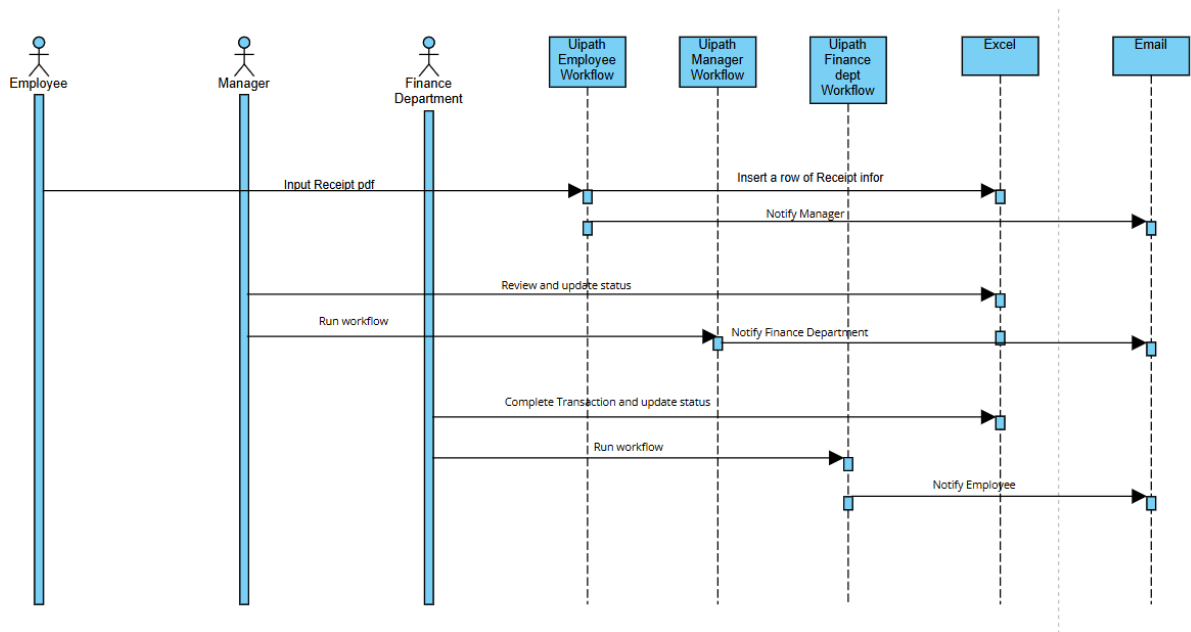 Employee
Manager
Finance
Department
Uipath
Employee
Workflow
Uipath
Manager
Workflow
Uipath
Finance
dept
Workflow
Excel
Email
Input Receipt pdf
Insert a row of Receipt infor
Notify Manager
Review and update status
Run workflow
Notify Finance Department
Complete Transaction and update status
Run workflow
Notify Employee